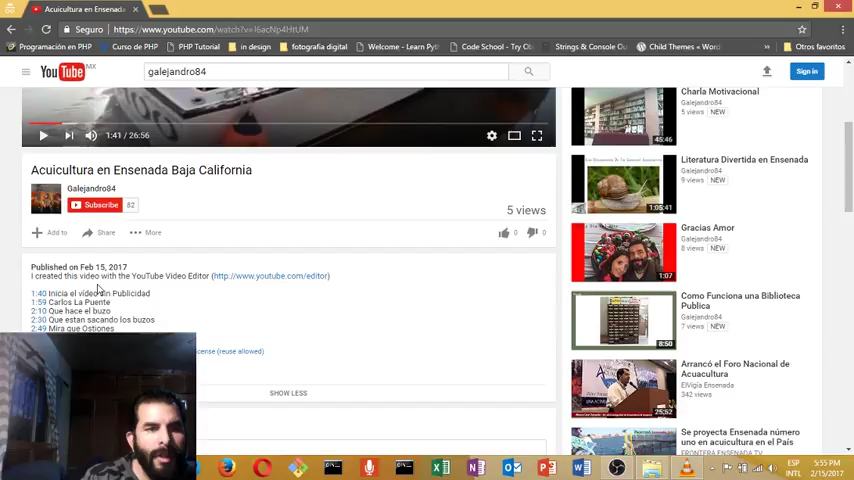 Acuicultura en Ensenada
Seguro https://www.youtube.com/watch?v=l6acNp4HtUM
Programación en PHP Curso de PHP PHP Tutorial in design fotografía digital Welcome - Learn Pyt Code School - Try Ob Strings & Console Ou Child Themes « Word » Otros favoritos
YouTube MX galejandro84 Sign in
1:41 / 26:56
Acuicultura en Ensenada Baja California
Galejandro84
Subscribe 82
5 views
Add to Share More 0 0
Published on Feb 15, 2017
I created this video with the YouTube Video Editor (http://www.youtube.com/editor)
1:40 Inicia el vídeo sin Publicidad
1:59 Carlos La Puente
2:10 Que hace el buzo
2:30 Que estan sacando los buzos
2:49 Mira que Ostiones
cense (reuse allowed)
SHOW LESS
Charla Motivacional
Galejandro84
5 views NEW
45:46
Literatura Divertida en Ensenada
Galejandro84
9 views NEW
1:05:41
Gracias Amor
Galejandro84
8 views NEW
1:07
Como Funciona una Biblioteca
Publica
Galejandro84
7 views NEW
8:50
Arrancó el Foro Nacional de
Acuacultura
ElVigía Ensenada
342 views
25:52
Se proyecta Ensenada número
uno en acuicultura en el País
FRONTERA ENSENADA TV
ESP
INTL
5:55 PM
2/15/2017